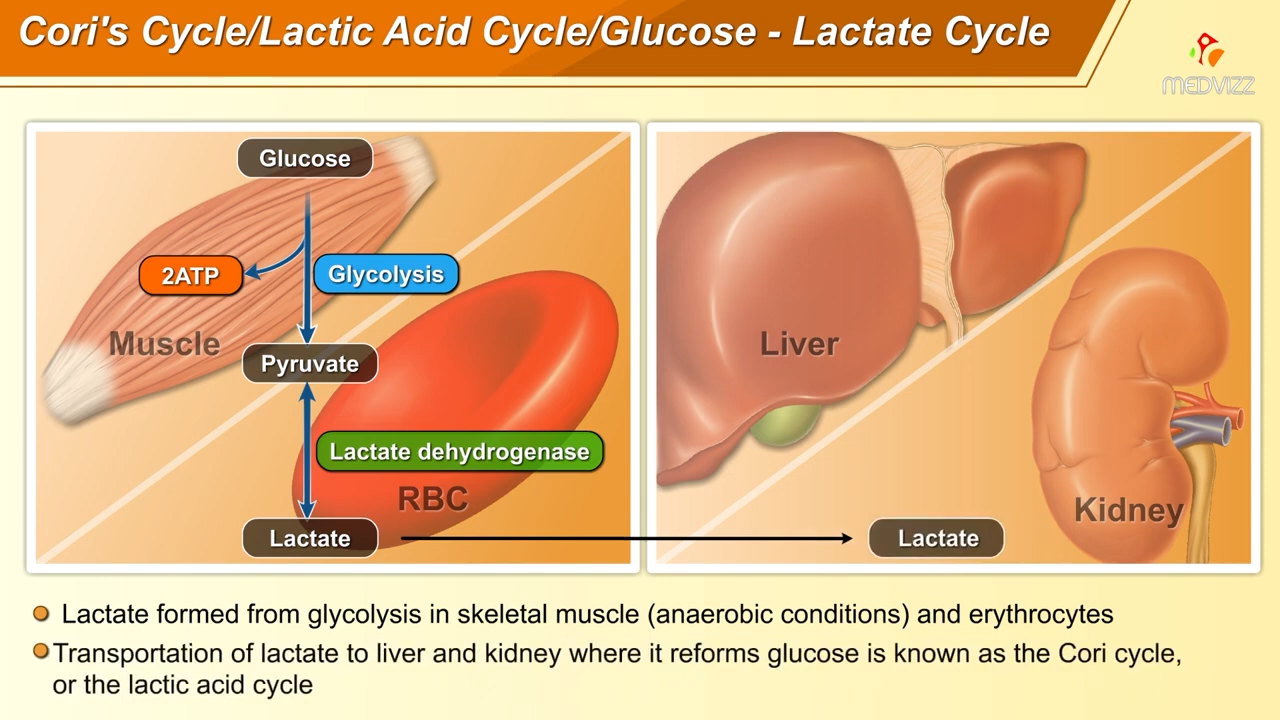 Cori's Cycle/Lactic Acid Cycle/Glucose - Lactate Cycle
MEDVIZZ
Glucose
2ATP
Glycolysis
Muscle
Pyruvate
Lactate dehydrogenase
RBC
Lactate
Liver
Kidney
Lactate
Lactate formed from glycolysis in skeletal muscle (anaerobic conditions) and erythrocytes
Transportation of lactate to liver and kidney where it reforms glucose is known as the Cori cycle,
or the lactic acid cycle